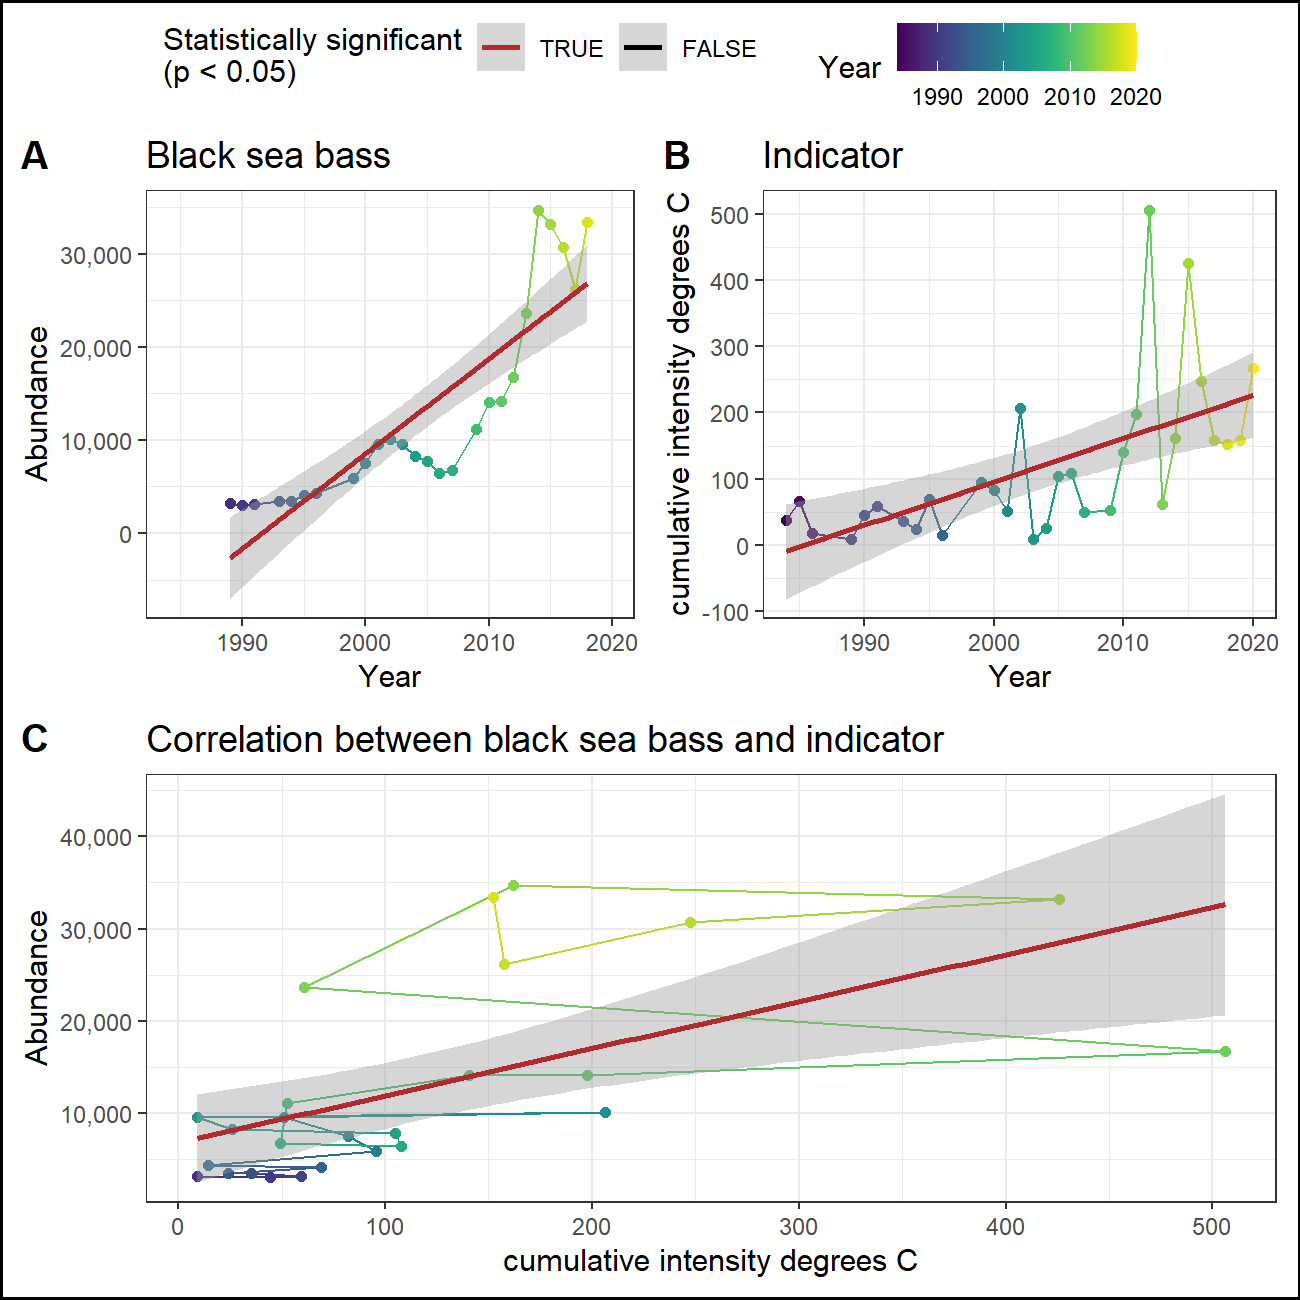 Statistically significant
(p < 0.05)
TRUE
FALSE
Year
1990 2000 2010 2020
A
Black sea bass
Abundance
30,000
20,000
10,000
0
1990 2000 2010 2020
Year
B
Indicator
cumulative intensity degrees C
500
400
300
200
100
0
-100
1990 2000 2010 2020
Year
C
Correlation between black sea bass and indicator
Abundance
40,000
30,000
20,000
10,000
0 100 200 300 400 500
cumulative intensity degrees C